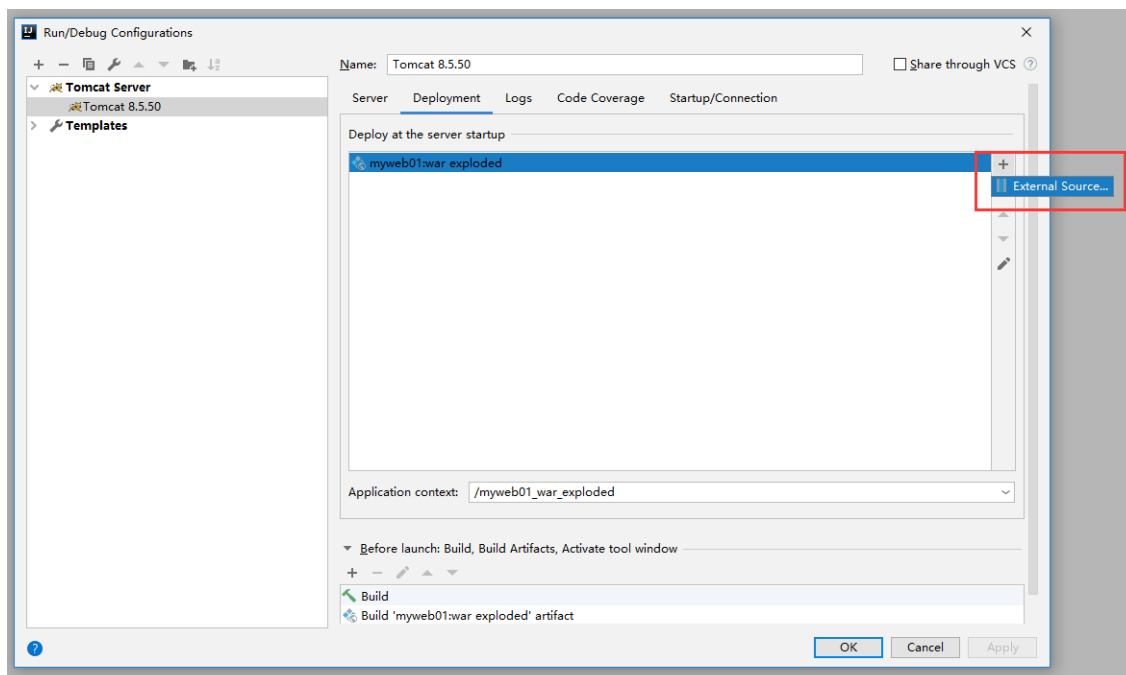 Run/Debug Configurations
Name: Tomcat 8.5.50
Share through VCS
Tomcat Server
Tomcat 8.5.50
Templates
Server Deployment Logs Code Coverage Startup/Connection
Deploy at the server startup
myweb01:war exploded
External Source...
Application context: /myweb01_war_exploded
Before launch: Build, Build Artifacts, Activate tool window
Build
Build 'myweb01:war exploded' artifact
OK Cancel Apply